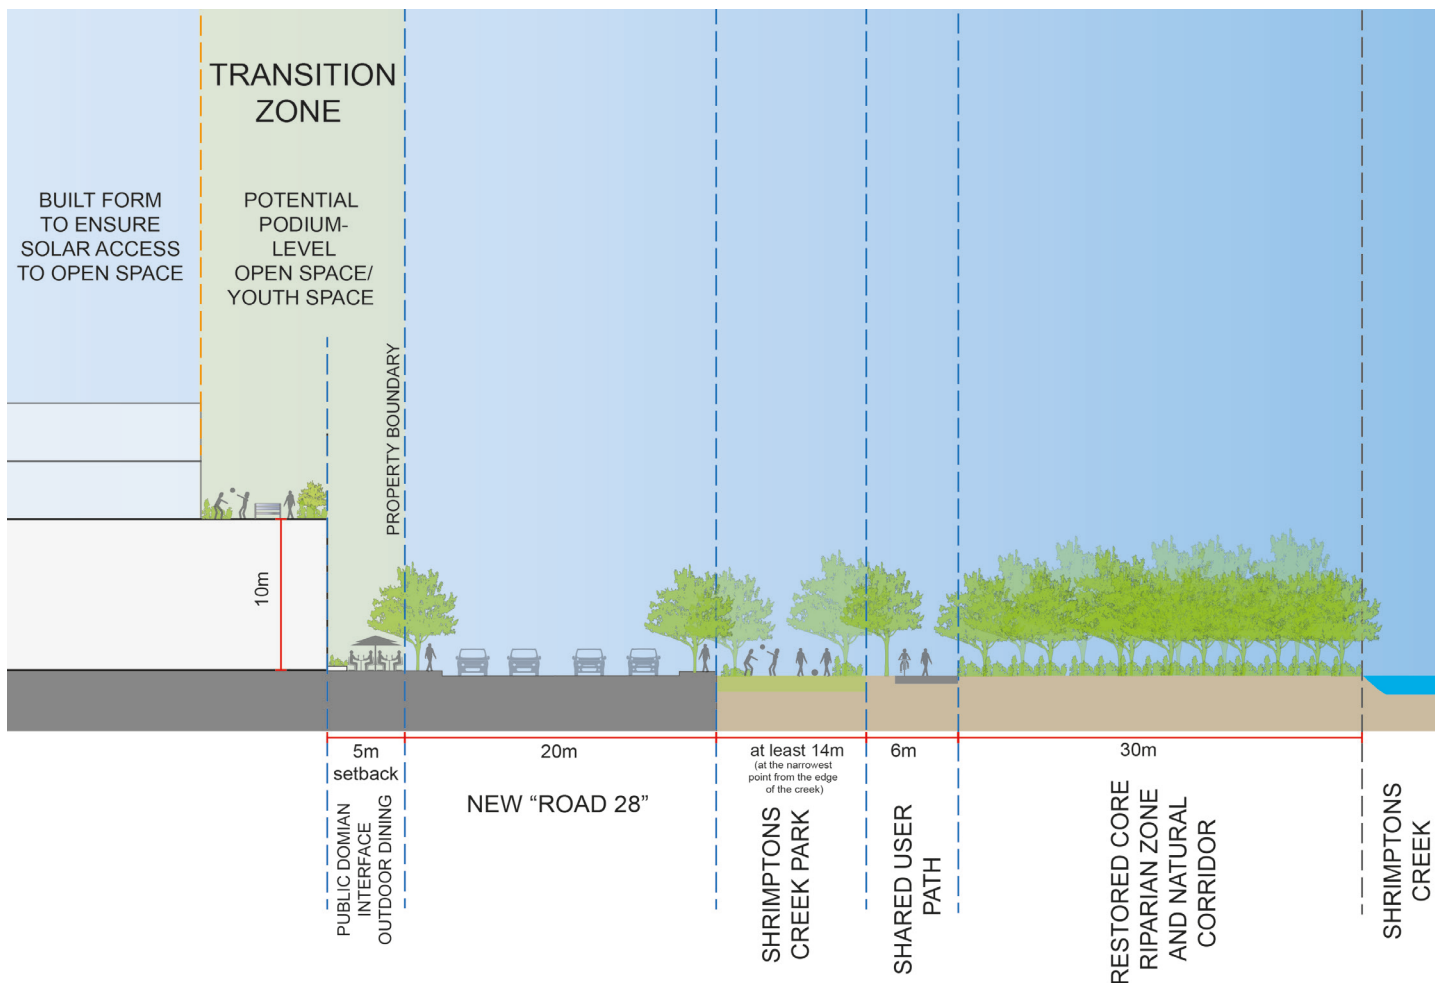 TRANSITION
ZONE
BUILT FORM
TO ENSURE
SOLAR ACCESS
TO OPEN SPACE
POTENTIAL
PODIUM-
LEVEL
OPEN SPACE/
YOUTH SPACE
PROPERTY BOUNDARY
10m
5m
setback
20m
at least 14m
(at the narrowest
point from the edge
of the creek)
6m
30m
PUBLIC DOMIAN
INTERFACE
OUTDOOR DINING
NEW “ROAD 28”
SHRIMPTONS
CREEK PARK
SHARED USER
PATH
RESTORED CORE
RIPARIAN ZONE
AND NATURAL
CORRIDOR
SHRIMPTONS
CREEK